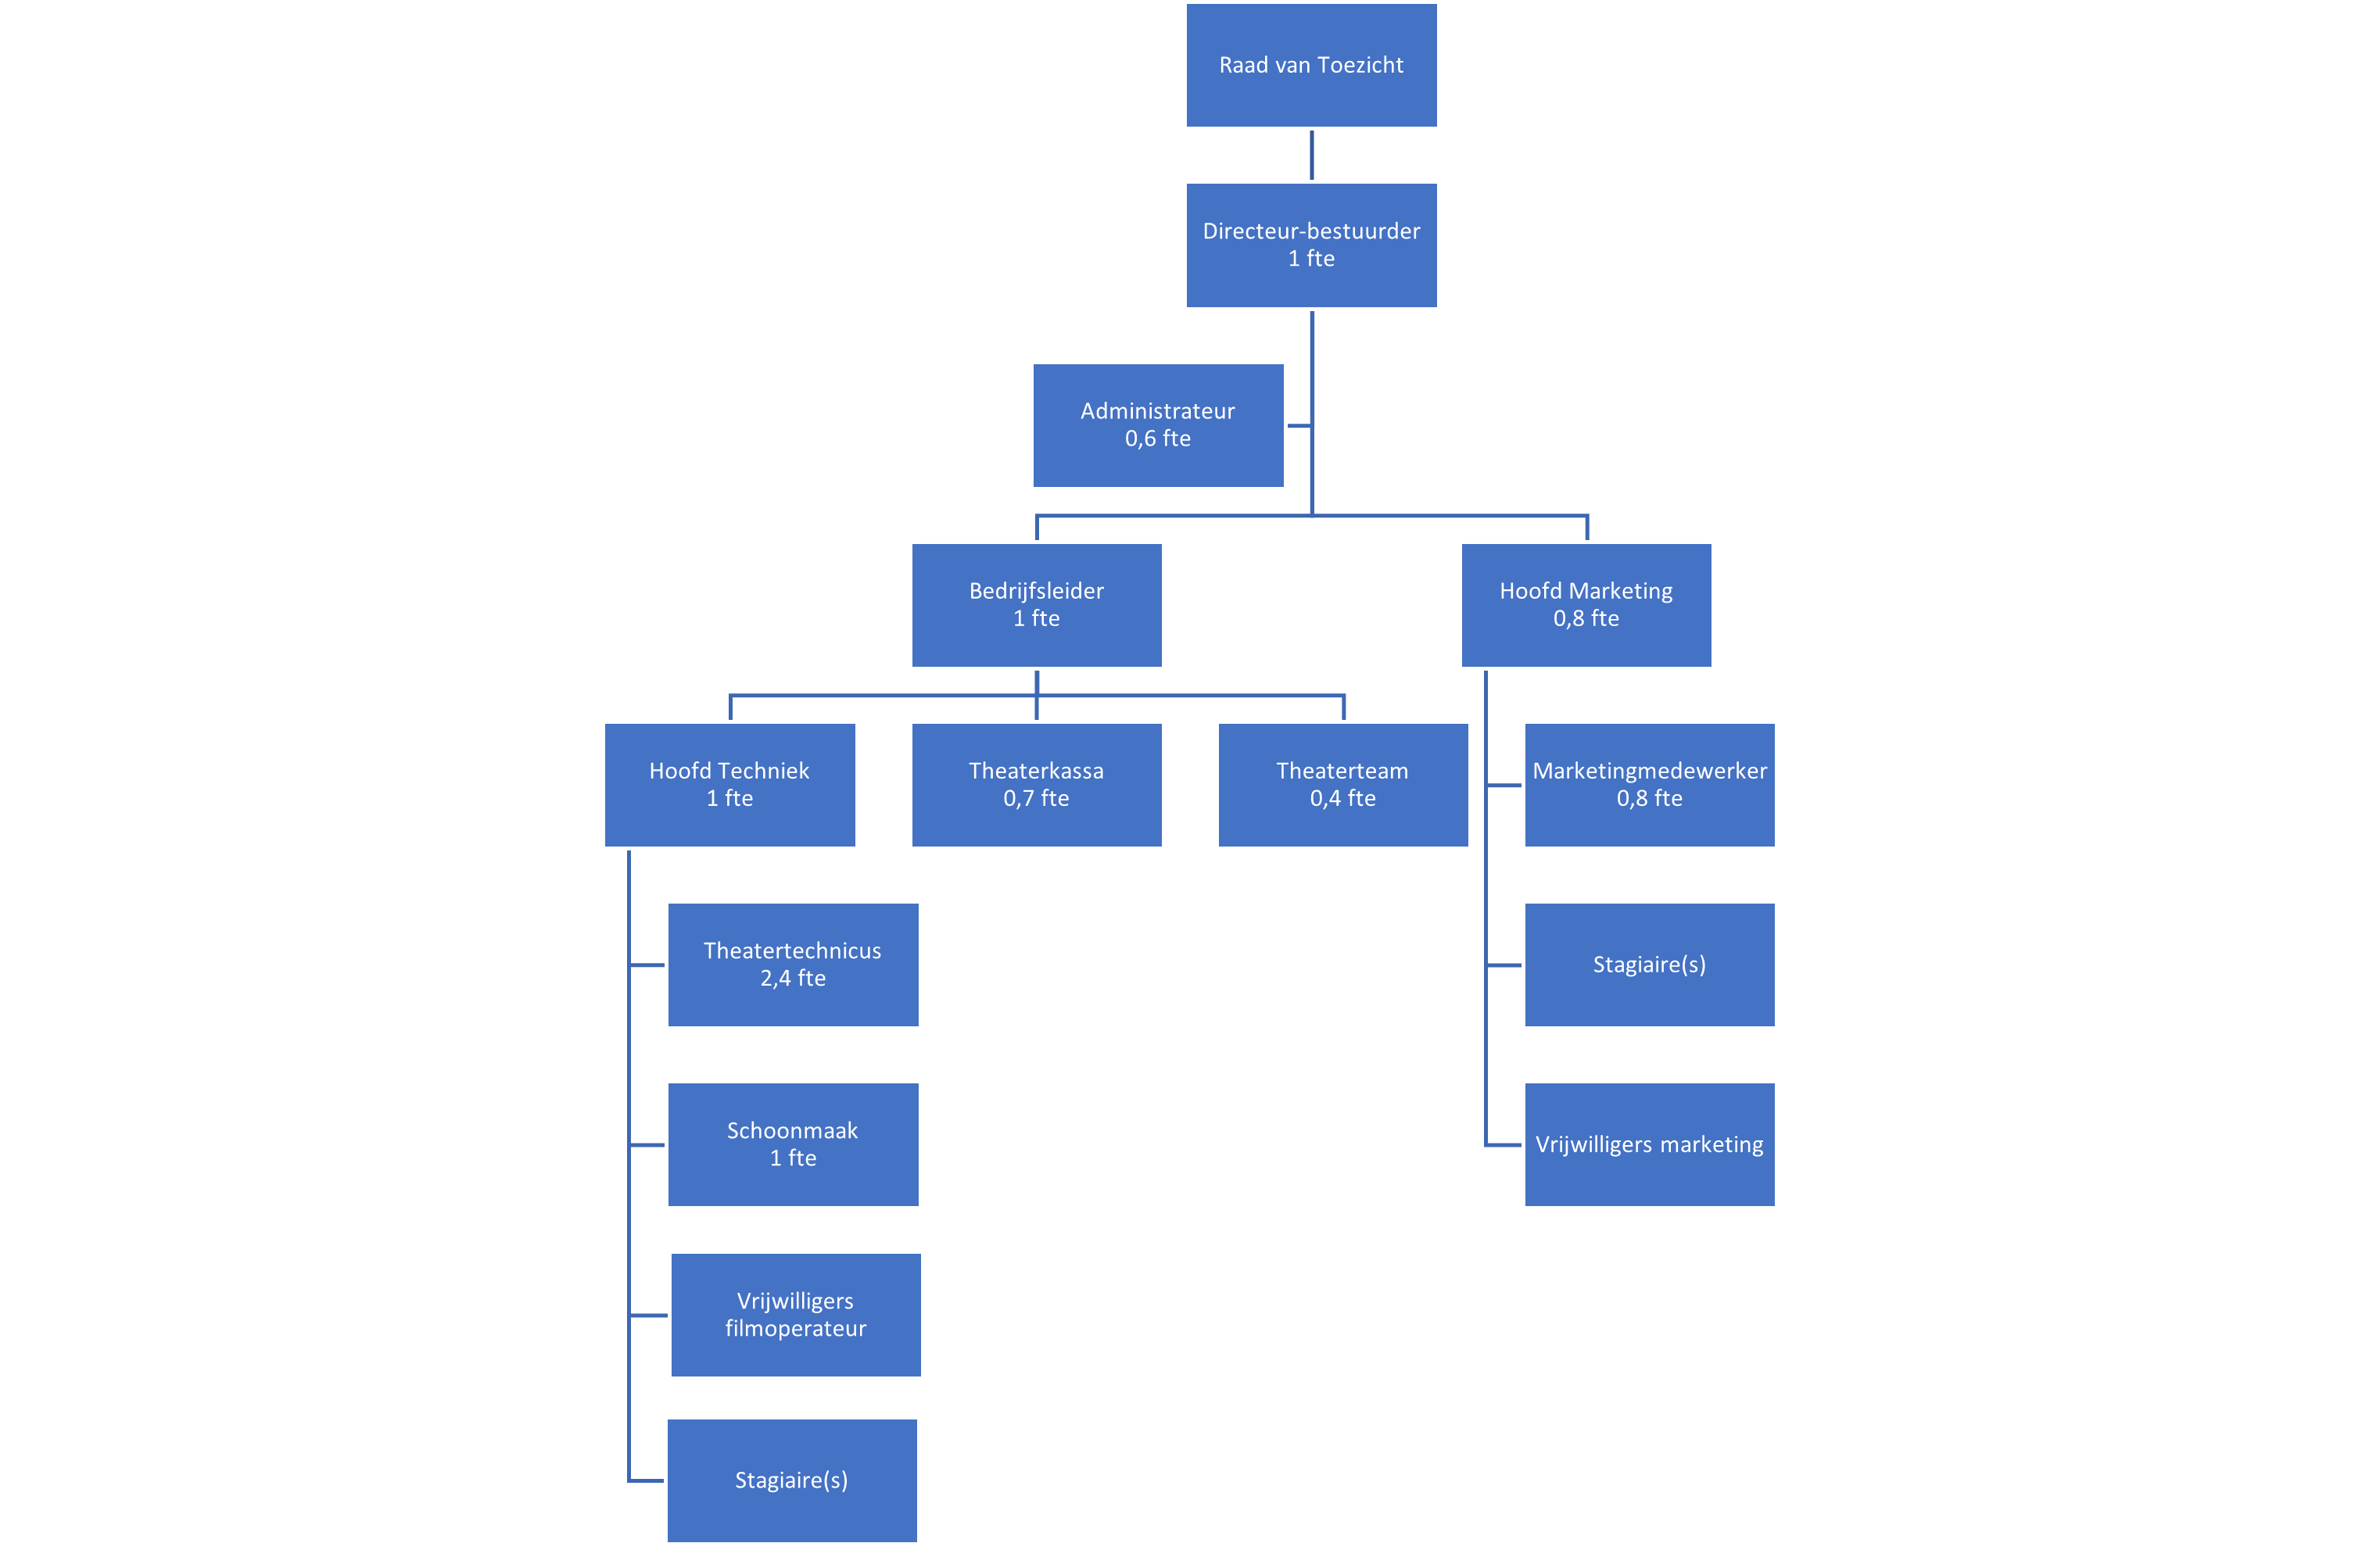 Raad van Toezicht
Directeur-bestuurder
1 fte
Administrateur
0,6 fte
Bedrijfsleider
1 fte
Hoofd Marketing
0,8 fte
Hoofd Techniek
1 fte
Theaterkassa
0,7 fte
Theaterteam
0,4 fte
Marketingmedewerker
0,8 fte
Theatertechnicus
2,4 fte
Stagiaire(s)
Schoonmaak
1 fte
Vrijwilligers marketing
Vrijwilligers
filmoperateur
Stagiaire(s)